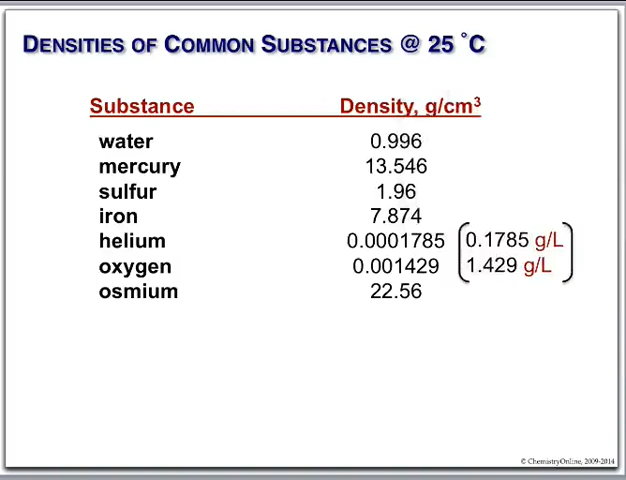 DENSITIES OF COMMON SUBSTANCES @ 25 ˚C
Substance Density, g/cm³
water 0.996
mercury 13.546
sulfur 1.96
iron 7.874
helium 0.0001785 0.1785 g/L
oxygen 0.001429 1.429 g/L
osmium 22.56
© ChemistryOnline, 2009-2014